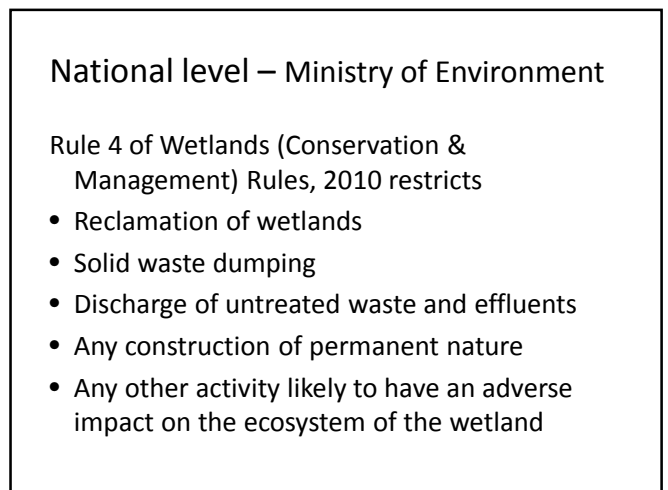 National level – Ministry of Environment
Rule 4 of Wetlands (Conservation &
Management) Rules, 2010 restricts
• Reclamation of wetlands
• Solid waste dumping
• Discharge of untreated waste and effluents
• Any construction of permanent nature
• Any other activity likely to have an adverse
impact on the ecosystem of the wetland